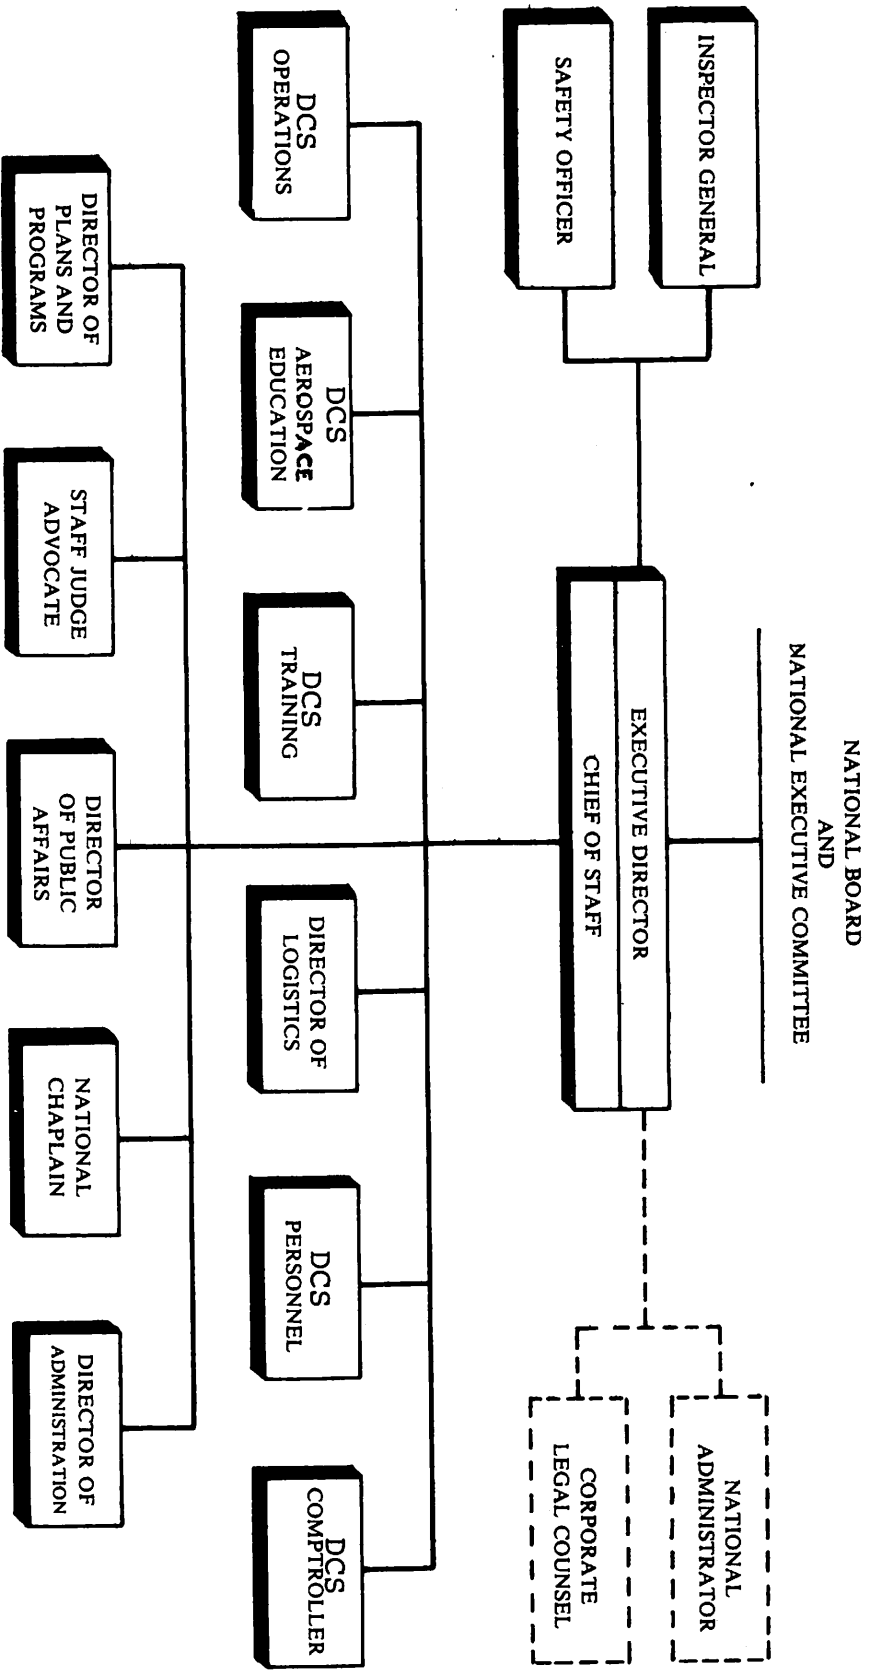 NATIONAL BOARD
AND
NATIONAL EXECUTIVE COMMITTEE
INSPECTOR GENERAL
SAFETY OFFICER
EXECUTIVE DIRECTOR
CHIEF OF STAFF
NATIONAL
ADMINISTRATOR
CORPORATE
LEGAL COUNSEL
DCS
OPERATIONS
DCS
AEROSPACE
EDUCATION
DCS
TRAINING
DIRECTOR OF
LOGISTICS
DCS
PERSONNEL
DCS
COMPTROLLER
DIRECTOR OF
PLANS AND
PROGRAMS
STAFF JUDGE
ADVOCATE
DIRECTOR
OF PUBLIC
AFFAIRS
NATIONAL
CHAPLAIN
DIRECTOR OF
ADMINISTRATION